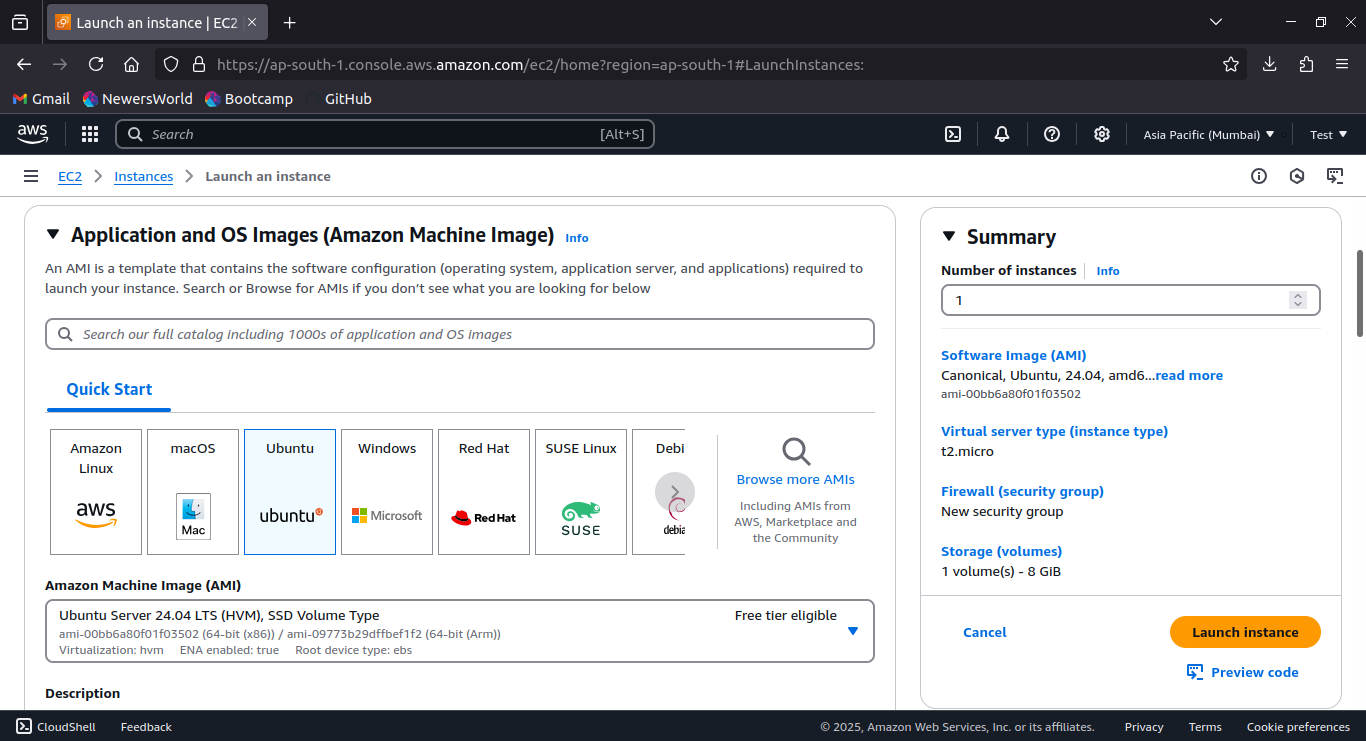 Launch an instance | EC2
https://ap-south-1.console.aws.amazon.com/ec2/home?region=ap-south-1#LaunchInstances:
Gmail NewersWorld Bootcamp GitHub
aws Search [Alt+S] Asia Pacific (Mumbai) Test
EC2 Instances Launch an instance
Application and OS Images (Amazon Machine Image) Info
An AMI is a template that contains the software configuration (operating system, application server, and applications) required to
launch your instance. Search or Browse for AMIs if you don't see what you are looking for below
Search our full catalog including 1000s of application and OS images
Quick Start
Amazon
Linux
aws
macOS
Mac
Ubuntu
ubuntu
Windows
Microsoft
Red Hat
Red Hat
SUSE Linux
SUSE
Debi
debia
Browse more AMIs
Including AMIs from
AWS, Marketplace and
the Community
Amazon Machine Image (AMI)
Ubuntu Server 24.04 LTS (HVM), SSD Volume Type Free tier eligible
ami-00bb6a80f01f03502 (64-bit (x86)) / ami-09773b29dffbef1f2 (64-bit (Arm))
Virtualization: hvm ENA enabled: true Root device type: ebs
Description
Summary
Number of instances Info
1
Software Image (AMI)
Canonical, Ubuntu, 24.04, amd6...read more
ami-00bb6a80f01f03502
Virtual server type (instance type)
t2.micro
Firewall (security group)
New security group
Storage (volumes)
1 volume(s) - 8 GiB
Cancel Launch instance
Preview code
CloudShell Feedback © 2025, Amazon Web Services, Inc. or its affiliates. Privacy Terms Cookie preferences